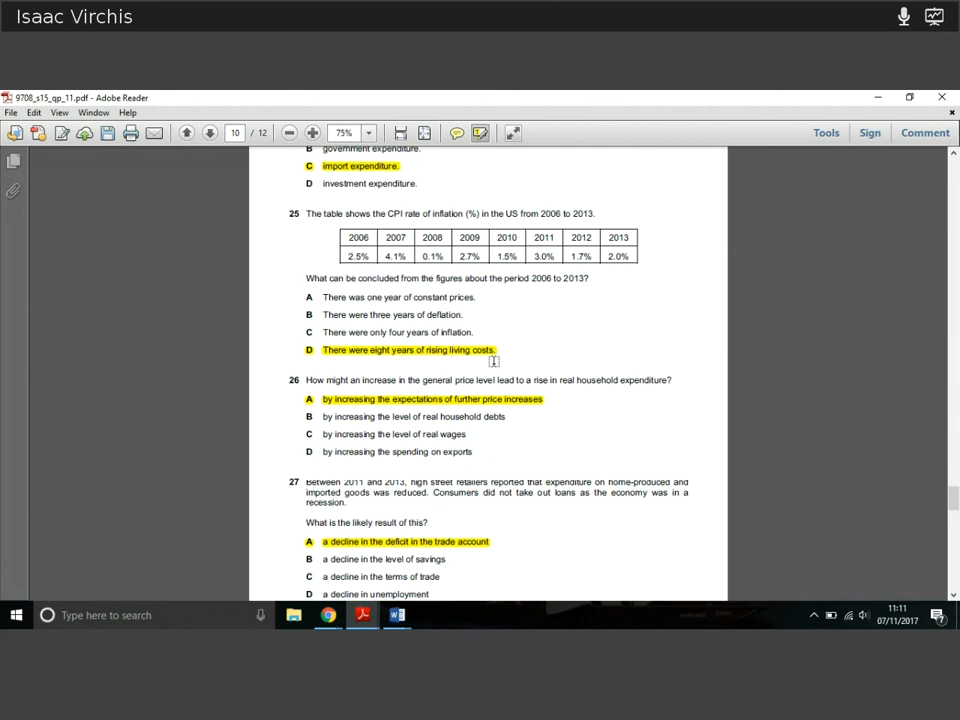 Isaac Virchis
9708_s15_qp_11.pdf - Adobe Reader
File Edit View Window Help
10 / 12 75% Tools Sign Comment
B government expenditure.
C import expenditure.
D investment expenditure.
25 The table shows the CPI rate of inflation (%) in the US from 2006 to 2013.
2006 2007 2008 2009 2010 2011 2012 2013
2.5% 4.1% 0.1% 2.7% 1.5% 3.0% 1.7% 2.0%
What can be concluded from the figures about the period 2006 to 2013?
A There was one year of constant prices.
B There were three years of deflation.
C There were only four years of inflation.
D There were eight years of rising living costs.
26 How might an increase in the general price level lead to a rise in real household expenditure?
A by increasing the expectations of further price increases
B by increasing the level of real household debts
C by increasing the level of real wages
D by increasing the spending on exports
27 Between 2011 and 2013, high street retailers reported that expenditure on home-produced and
imported goods was reduced. Consumers did not take out loans as the economy was in a
recession.
What is the likely result of this?
A a decline in the deficit in the trade account
B a decline in the level of savings
C a decline in the terms of trade
D a decline in unemployment
Type here to search
11:11
07/11/2017